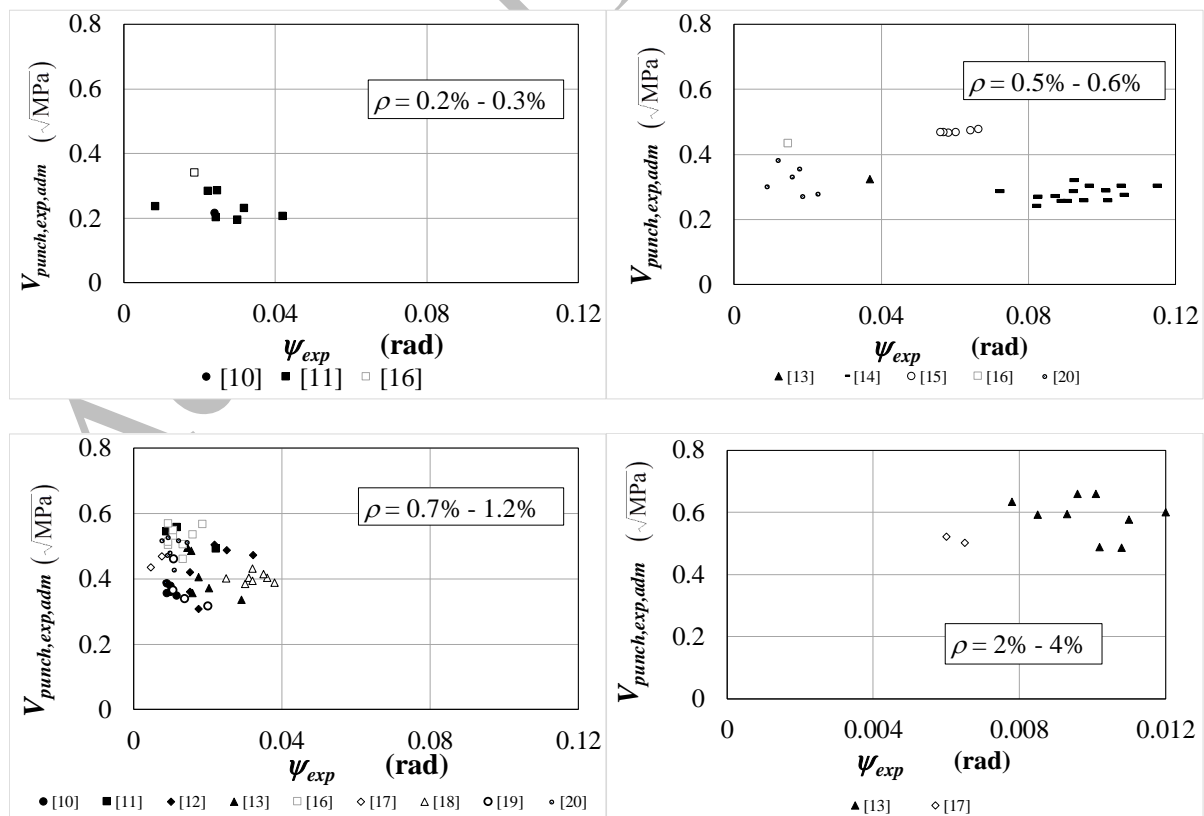 0.8
0.6
0.4
0.2
0
V_punch,exp,adm (√MPa)
ρ = 0.2% - 0.3%
0 0.04 0.08 0.12
ψ_exp (rad)
[10] [11] [16]
0.8
0.6
0.4
0.2
0
V_punch,exp,adm (√MPa)
ρ = 0.5% - 0.6%
0 0.04 0.08 0.12
ψ_exp (rad)
[13] [14] [15] [16] [20]
0.8
0.6
0.4
0.2
0
V_punch,exp,adm (√MPa)
ρ = 0.7% - 1.2%
0 0.04 0.08 0.12
ψ_exp (rad)
[10] [11] [12] [13] [16] [17] [18] [19] [20]
0.8
0.6
0.4
0.2
0
V_punch,exp,adm (√MPa)
ρ = 2% - 4%
0 0.004 0.008 0.012
ψ_exp (rad)
[13] [17]